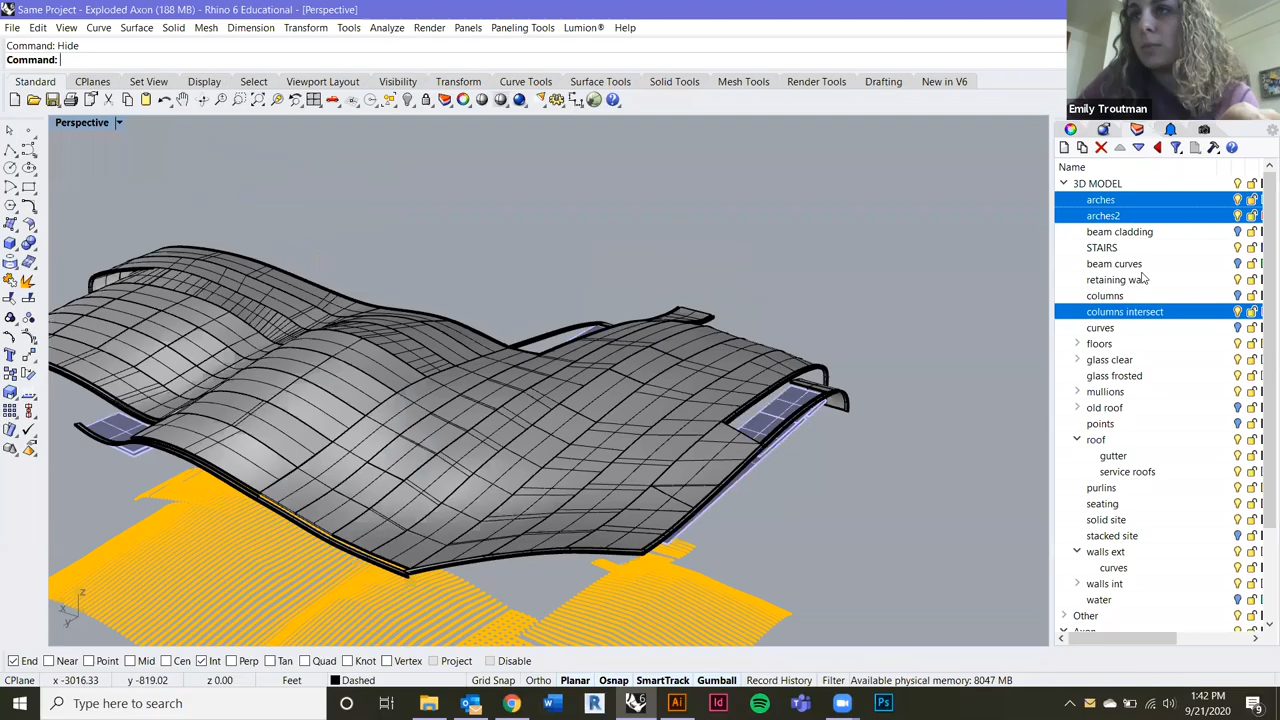 Same Project - Exploded Axon (188 MB) - Rhino 6 Educational - [Perspective]
File Edit View Curve Surface Solid Mesh Dimension Transform Tools Analyze Render Panels Paneling Tools Lumion® Help
Command: Hide
Command:
Standard CPlanes Set View Display Select Viewport Layout Visibility Transform Curve Tools Surface Tools Solid Tools Mesh Tools Render Tools Drafting New in V6
Emily Troutman
Perspective
Name
3D MODEL
arches
arches2
beam cladding
STAIRS
beam curves
retaining wa
columns
columns intersect
curves
floors
glass clear
glass frosted
mullions
old roof
points
roof
gutter
service roofs
purlins
seating
solid site
stacked site
walls ext
curves
walls int
water
Other
z
x
y
End Near Point Mid Cen Int Perp Tan Quad Knot Vertex Project Disable
CPlane x -3016.33 y -819.02 z 0.00 Feet Dashed Grid Snap Ortho Planar Osnap SmartTrack Gumball Record History Filter Available physical memory: 8047 MB
Type here to search
1:42 PM
9/21/2020